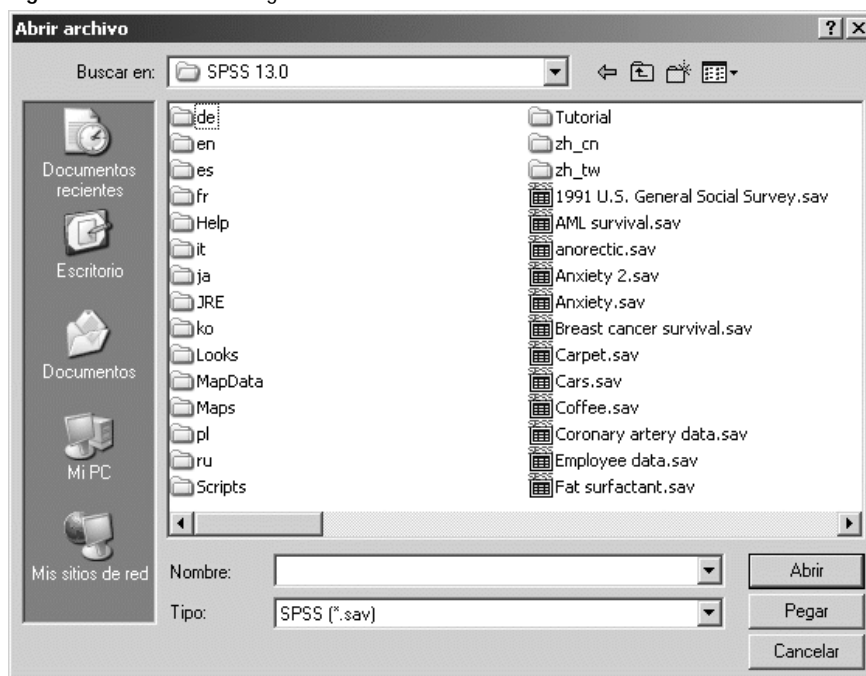 Abrir archivo
Buscar en:
SPSS 13.0
Documentos
recientes
Escritorio
Documentos
Mi PC
Mis sitios de red
de
en
es
fr
Help
it
ja
JRE
ko
Looks
MapData
Maps
pl
ru
Scripts
Tutorial
zh_cn
zh_tw
1991 U.S. General Social Survey.sav
AML survival.sav
anorectic.sav
Anxiety 2.sav
Anxiety.sav
Breast cancer survival.sav
Carpet.sav
Cars.sav
Coffee.sav
Coronary artery data.sav
Employee data.sav
Fat surfactant.sav
Nombre:
Abrir
Tipo:
SPSS (*.sav)
Pegar
Cancelar